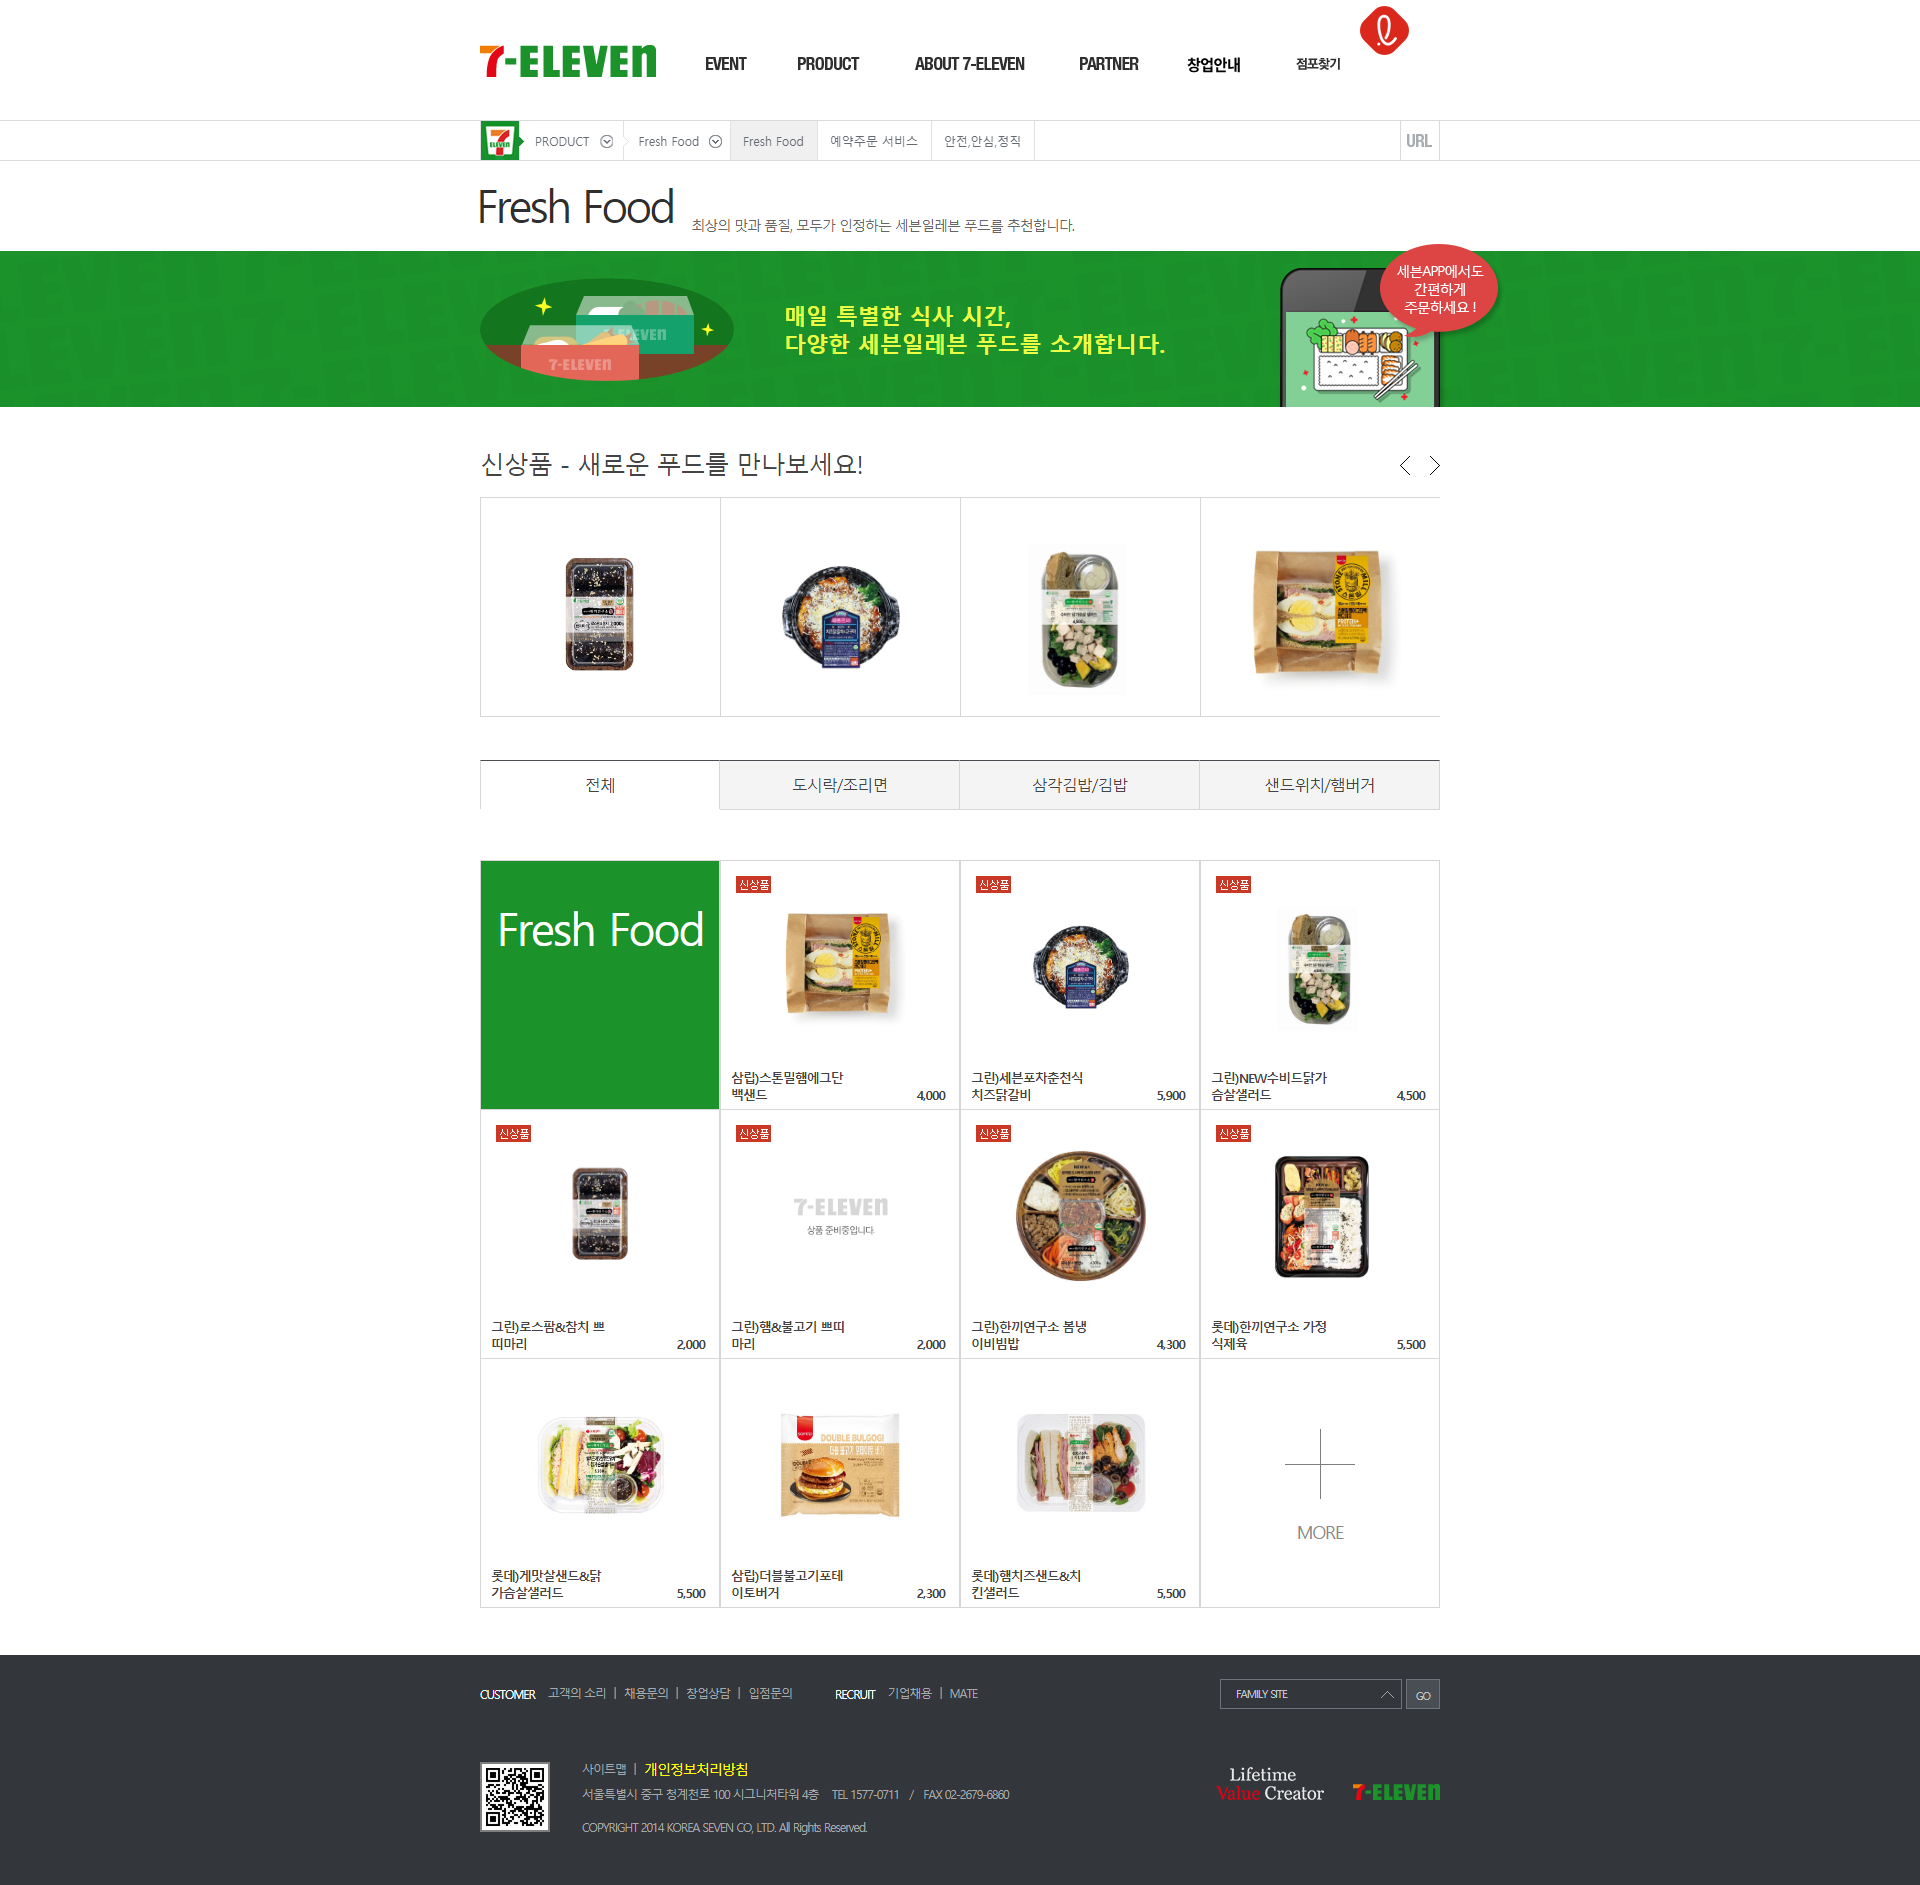 7-ELEVEN
EVENT
PRODUCT
ABOUT 7-ELEVEN
PARTNER
창업안내
점포찾기
PRODUCT
Fresh Food
Fresh Food
예약주문 서비스
안전,안심,정직
URL
Fresh Food
최상의 맛과 품질, 모두가 인정하는 세븐일레븐 푸드를 추천합니다.
매일 특별한 식사 시간,
다양한 세븐일레븐 푸드를 소개합니다.
7-ELEVEN
세븐APP에서도
간편하게
주문하세요 !
신상품 - 새로운 푸드를 만나보세요!
전체
도시락/조리면
삼각김밥/김밥
샌드위치/햄버거
Fresh Food
신상품
삼립)스톤밀햄에그단
백샌드
4,000
신상품
그린)세븐포차춘천식
치즈닭갈비
5,900
신상품
그린)NEW수비드닭가
슴살샐러드
4,500
신상품
그린)로스팜&참치 쁘
띠마리
2,000
신상품
7-ELEVEN
상품 준비중입니다.
그린)햄&불고기 쁘띠
마리
2,000
신상품
그린)한끼연구소 봄냉
이비빔밥
4,300
신상품
롯데)한끼연구소 가정
식제육
5,500
롯데)게맛살샌드&닭
가슴살샐러드
5,500
DOUBLE BULGOGI
삼립)더블불고기포테
이토버거
2,300
롯데)햄치즈샌드&치
킨샐러드
5,500
MORE
CUSTOMER 고객의 소리 | 채용문의 | 창업상담 | 입점문의
RECRUIT 기업채용 | MATE
FAMILY SITE
GO
사이트맵 | 개인정보처리방침
서울특별시 중구 청계천로 100 시그니처타워 4층 TEL 1577-0711 / FAX 02-2679-6860
COPYRIGHT 2014 KOREA SEVEN CO, LTD. All Rights Reserved.
Lifetime
Value Creator
7-ELEVEN